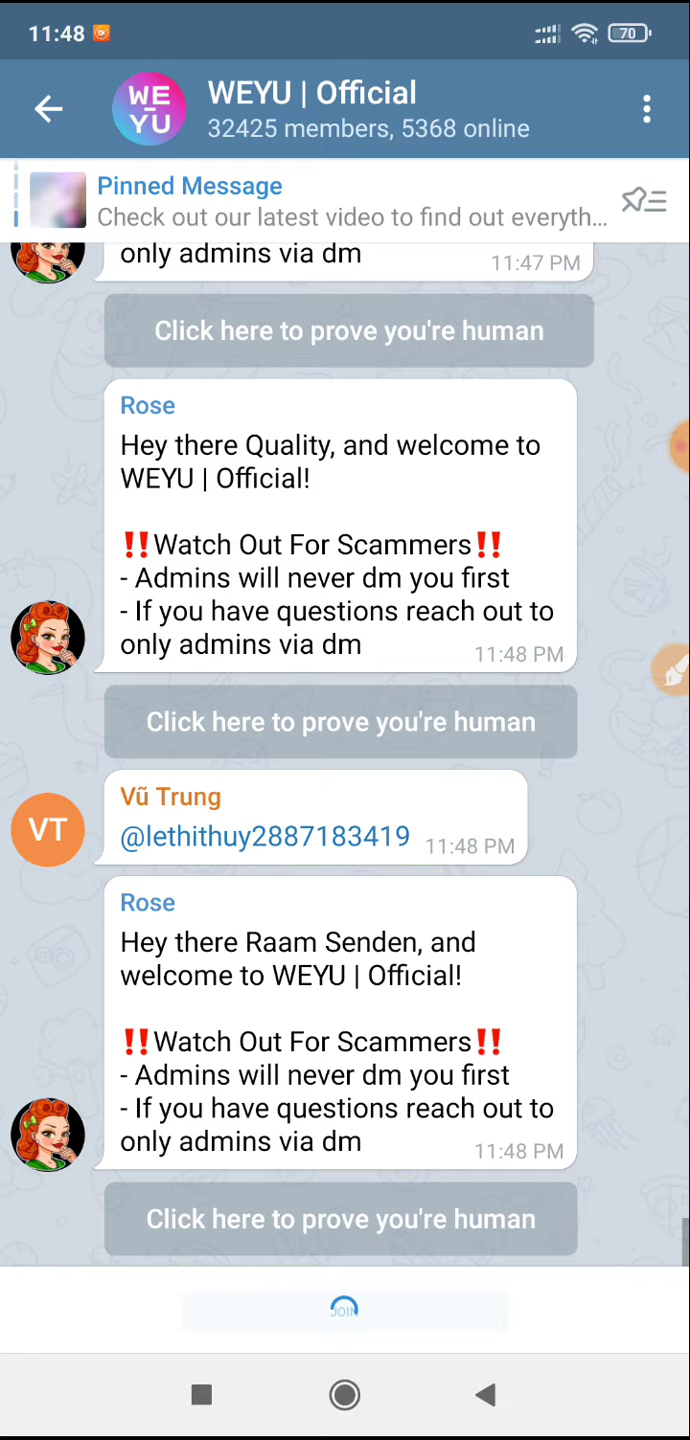 11:48
70
WE
YU
WEYU | Official
32425 members, 5368 online
Pinned Message
Check out our latest video to find out everyth...
only admins via dm
11:47 PM
Click here to prove you're human
Rose
Hey there Quality, and welcome to
WEYU | Official!
‼️Watch Out For Scammers‼️
- Admins will never dm you first
- If you have questions reach out to
only admins via dm
11:48 PM
Click here to prove you're human
VT
Vũ Trung
@lethithuy2887183419
11:48 PM
Rose
Hey there Raam Senden, and
welcome to WEYU | Official!
‼️Watch Out For Scammers‼️
- Admins will never dm you first
- If you have questions reach out to
only admins via dm
11:48 PM
Click here to prove you're human
JOIN